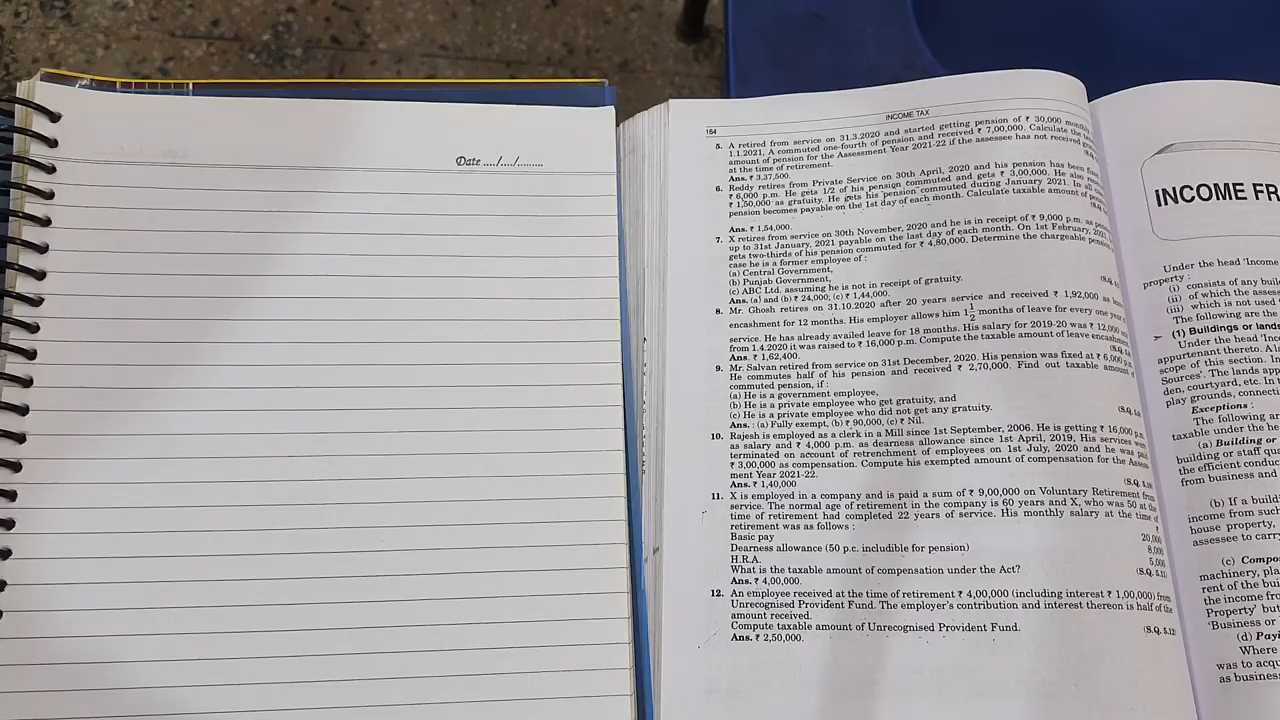 Date ..../..../.........
164
INCOME TAX
5. A retired from service on 31.3.2020 and started getting pension of ₹ 30,000 monthly
1.1.2021, A commuted one-fourth of pension and received ₹ 7,00,000. Calculate the
amount of pension for the Assessment Year 2021-22 if the assessee has not received
at the time of retirement.
Ans. ₹ 3,37,500.
6. Reddy retires from Private Service on 30th April, 2020 and his pension has been
₹ 6,000 p.m. He gets 1/2 of his pension commuted and gets ₹ 3,00,000. He also
₹ 1,50,000 as gratuity. He gets his pension commuted during January 2021. In all
pension becomes payable on the 1st day of each month. Calculate taxable amount of
Ans. ₹ 1,54,000.
7. X retires from service on 30th November, 2020 and he is in receipt of ₹ 9,000 p.m. as
up to 31st January, 2021 payable on the last day of each month. On 1st February,
gets two-thirds of his pension commuted for ₹ 4,80,000. Determine the chargeable
case he is a former employee of :
(a) Central Government,
(b) Punjab Government,
(c) ABC Ltd. assuming he is not in receipt of gratuity.
Ans. (a) and (b) ₹ 24,000; (c) ₹ 1,44,000.
8. Mr. Ghosh retires on 31.10.2020 after 20 years service and received ₹ 1,92,000 as
encashment for 12 months. His employer allows him 1 1/2 months of leave for every one
service. He has already availed leave for 18 months. His salary for 2019-20 was ₹ 12,000
from 1.4.2020 it was raised to ₹ 16,000 p.m. Compute the taxable amount of leave
Ans. ₹ 1,62,400.
9. Mr. Salvan retired from service on 31st December, 2020. His pension was fixed at ₹ 6,000
He commutes half of his pension and received ₹ 2,70,000. Find out taxable amount
commuted pension, if :
(a) He is a government employee,
(b) He is a private employee who get gratuity, and
(c) He is a private employee who did not get any gratuity.
Ans. : (a) Fully exempt, (b) ₹ 90,000, (c) ₹ Nil.
10. Rajesh is employed as a clerk in a Mill since 1st September, 2006. He is getting ₹ 16,000 p.m.
as salary and ₹ 4,000 p.m. as dearness allowance since 1st April, 2019, His services were
terminated on account of retrenchment of employees on 1st July, 2020 and he was paid
₹ 3,00,000 as compensation. Compute his exempted amount of compensation for the Assess-
ment Year 2021-22.
Ans. ₹ 1,40,000
11. X is employed in a company and is paid a sum of ₹ 9,00,000 on Voluntary Retirement from
service. The normal age of retirement in the company is 60 years and X, who was 50 at the
time of retirement had completed 22 years of service. His monthly salary at the time of
retirement was as follows : ₹
Basic pay 20,000
Dearness allowance (50 p.c. includible for pension) 8,000
H.R.A. 5,000
What is the taxable amount of compensation under the Act? (S.Q. 5.11)
Ans. ₹ 4,00,000.
12. An employee received at the time of retirement ₹ 4,00,000 (including interest ₹ 1,00,000) from
Unrecognised Provident Fund. The employer's contribution and interest thereon is half of the
amount received.
Compute taxable amount of Unrecognised Provident Fund. (S.Q. 5.12)
Ans. ₹ 2,50,000.
INCOME FR
Under the head 'Income
property :
(i) consists of any buil
(ii) of which the asses
(iii) which is not used
The following are the
(1) Buildings or land
Under the head 'Inc
appurtenant thereto. A
scope of this section. In
Sources'. The lands app
den, courtyard, etc. In
play grounds, connecti
Exceptions :
The following ar
taxable under the he
(a) Building or
building or staff qua
the efficient conduc
from business and
(b) If a buildi
income from such
house property,
assessee to carry
(c) Compo
machinery, pla
rent of the bui
the income fro
Property' but
'Business or
(d) Payi
Where
was to acqu
as business